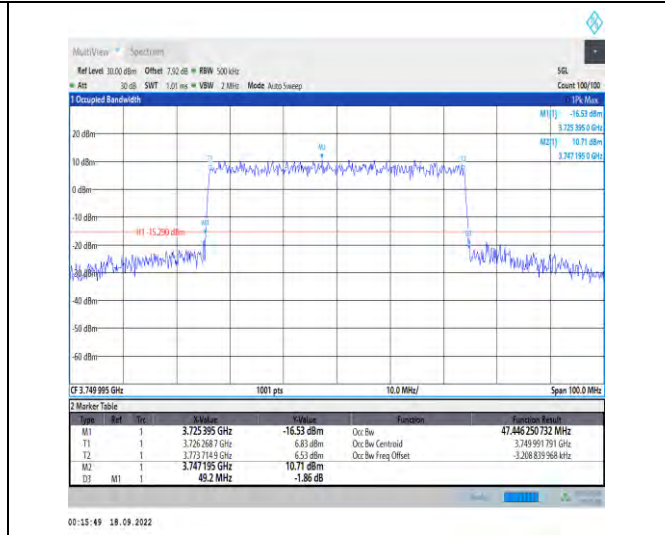 MultiView Spectrum
Ref Level 30.00 dBm Offset 7.92 dB RBW 500 kHz SGL
Att 30 dB SWT 1.01 ms VBW 2 MHz Mode Auto Sweep Count 100/100
1 Occupied Bandwidth 1Pk Max
M1[1] -16.53 dBm
3.725 395 0 GHz
M2[1] 10.71 dBm
3.747 195 0 GHz
20 dBm
10 dBm
0 dBm
-10 dBm
H1 -15.290 dBm
-20 dBm
-30 dBm
-40 dBm
-50 dBm
-60 dBm
T1
M2
T2
M1
CF 3.749 995 GHz 1001 pts 10.0 MHz/ Span 100.0 MHz
2 Marker Table
Type Ref Trc X-Value Y-Value Function Function Result
M1 1 3.725 395 GHz -16.53 dBm Occ Bw 47.446 250 732 MHz
T1 1 3.726 268 7 GHz 6.83 dBm Occ Bw Centroid 3.749 991 791 GHz
T2 1 3.773 714 9 GHz 6.53 dBm Occ Bw Freq Offset -3.208 839 968 kHz
M2 1 3.747 195 GHz 10.71 dBm
D3 M1 1 49.2 MHz -1.86 dB
00:15:49 18.09.2022